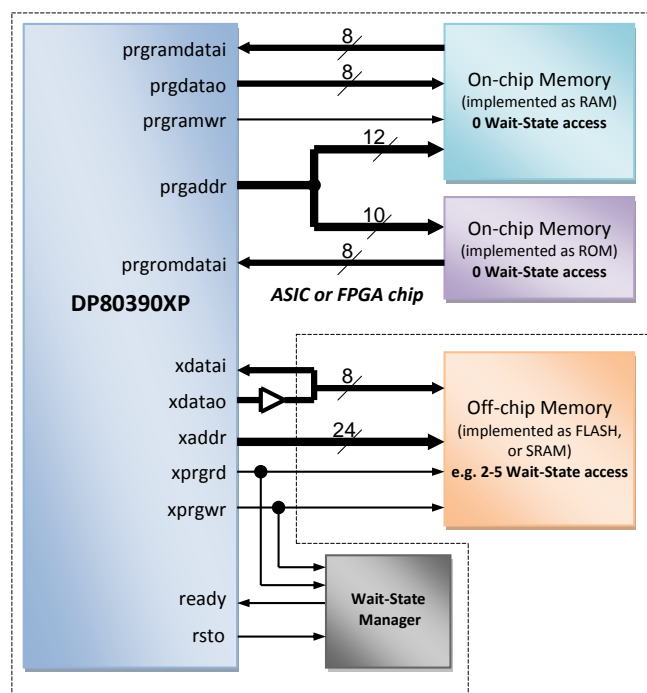 prgramdatai
8
prgdatao
8
prgramwr
On-chip Memory
(implemented as RAM)
0 Wait-State access
12
prgaddr
10
On-chip Memory
(implemented as ROM)
0 Wait-State access
prgromdatai
8
ASIC or FPGA chip
DP80390XP
xdatai
xdatao
8
xaddr
24
xprgrd
xprgwr
Off-chip Memory
(implemented as FLASH,
or SRAM)
e.g. 2-5 Wait-State access
ready
rsto
Wait-State
Manager